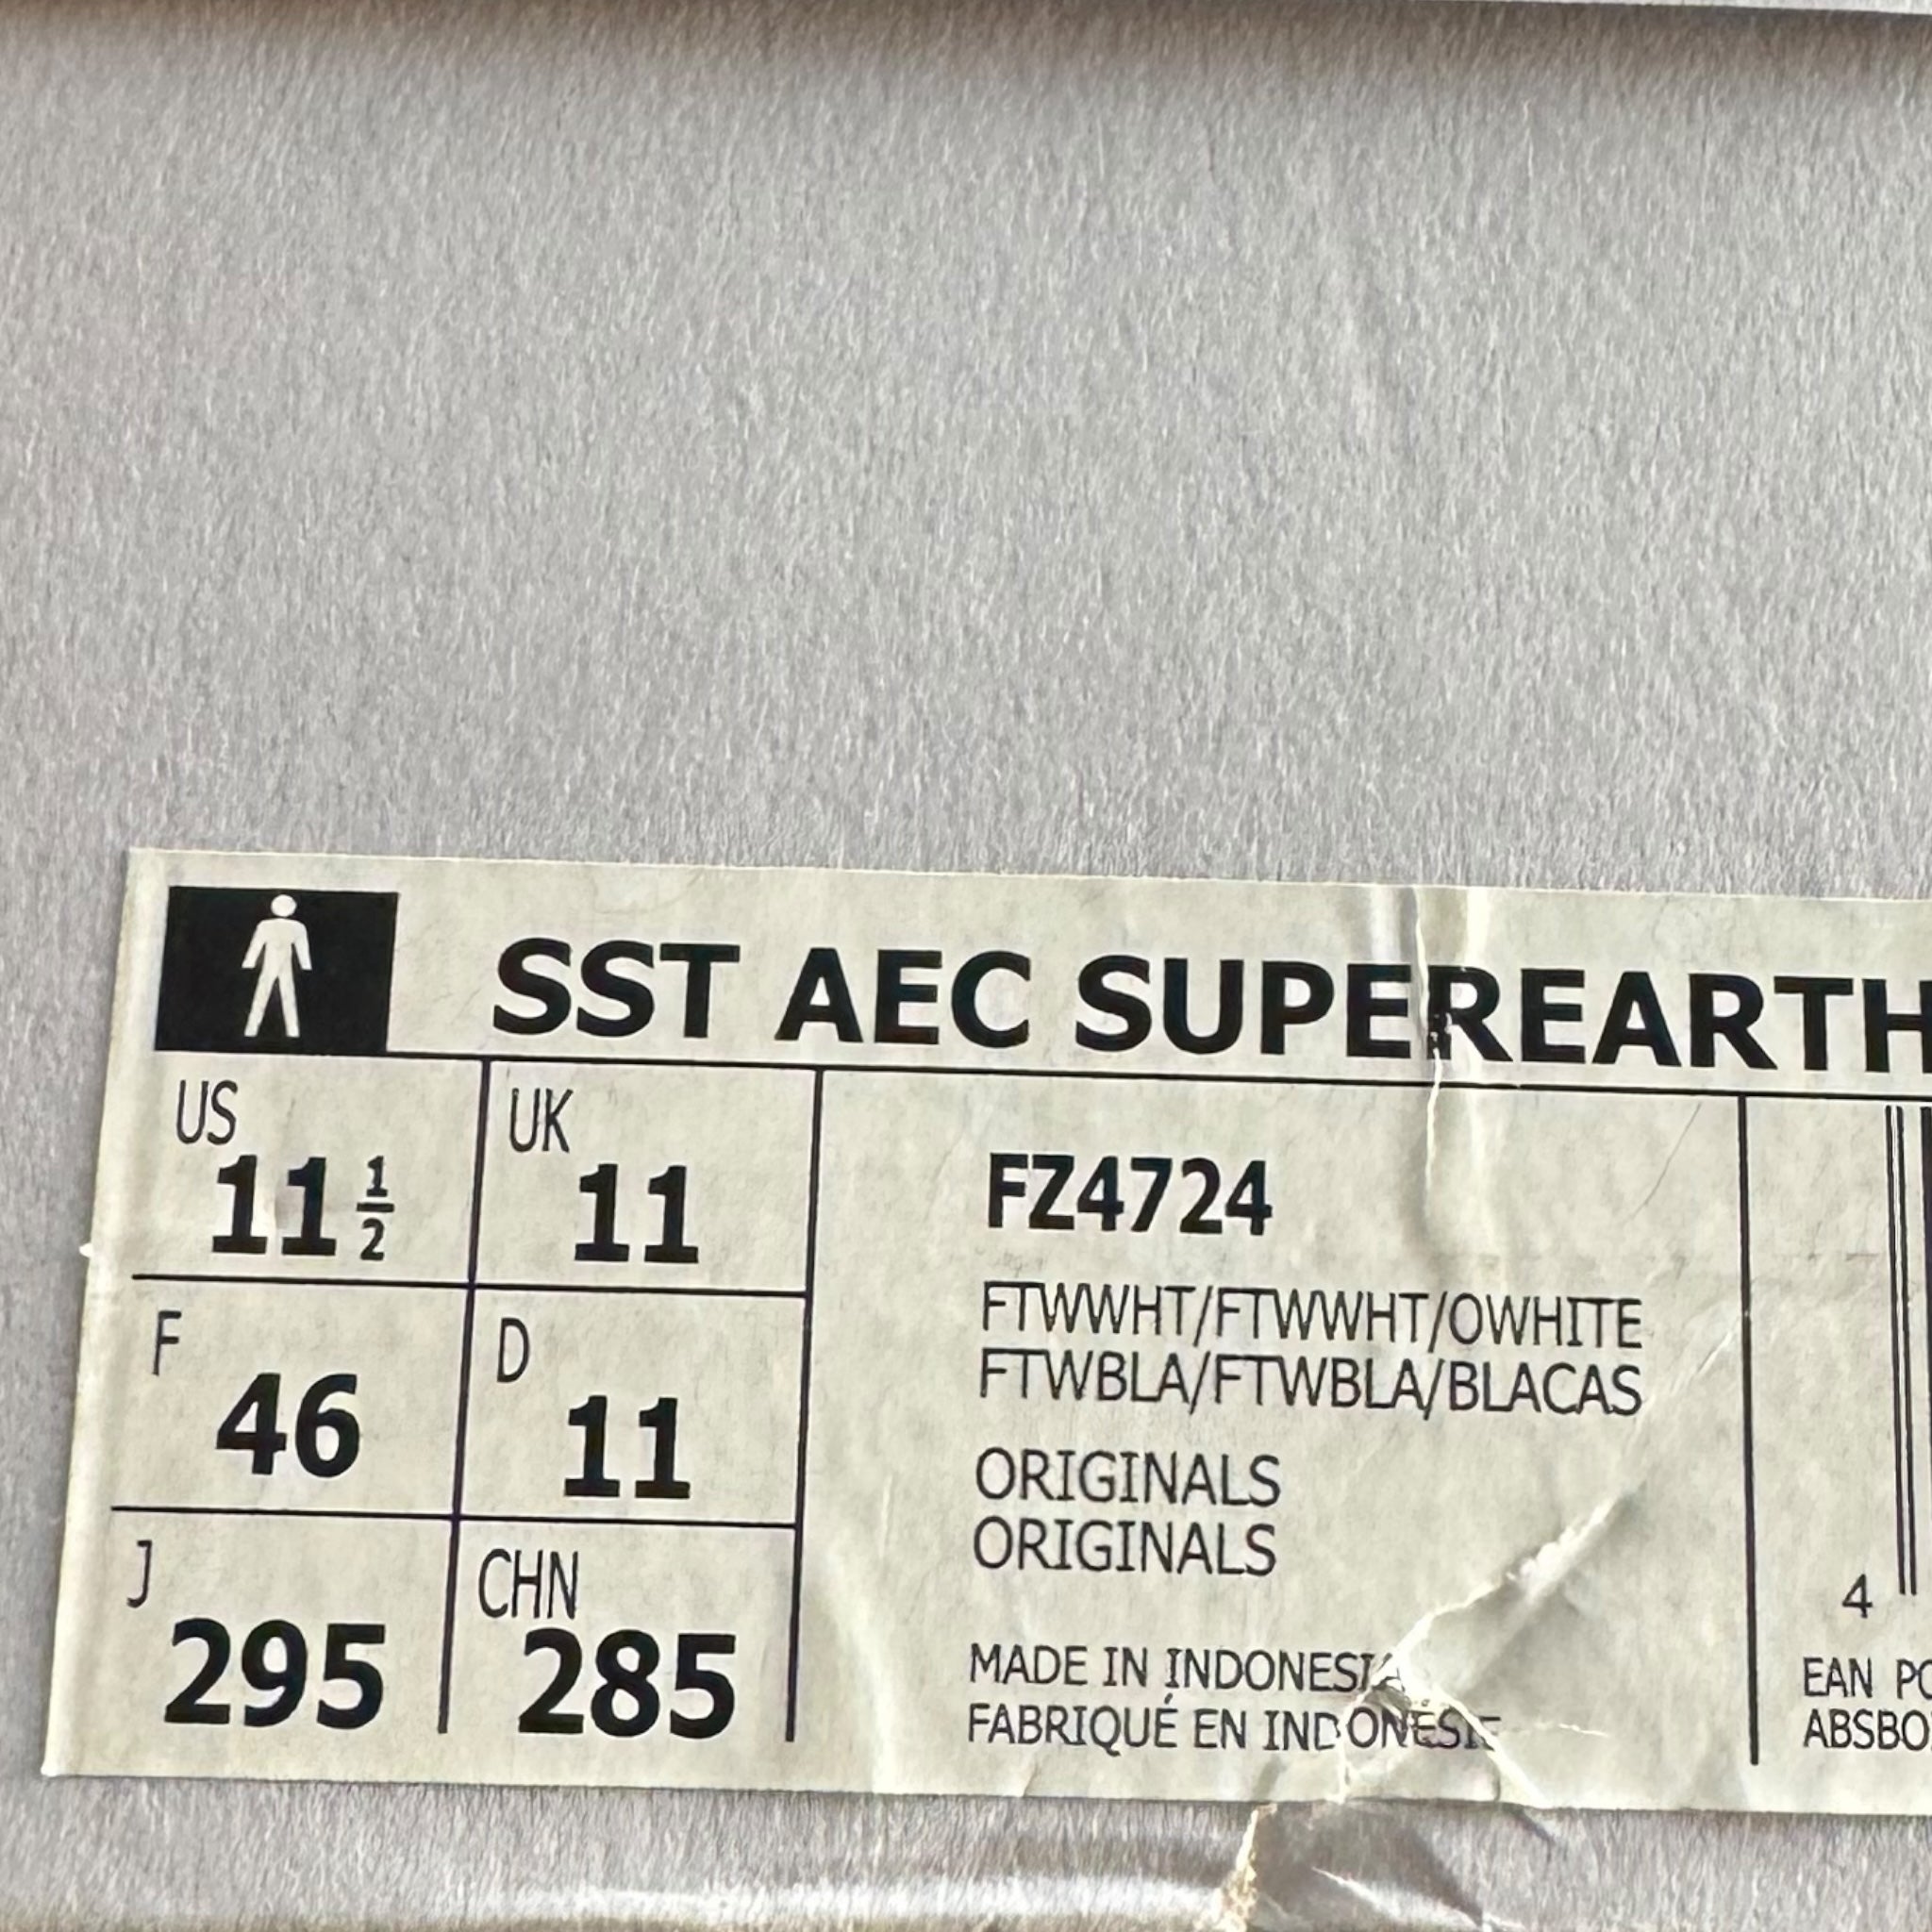 SST AEC SUPEREARTH
US
11 1/2
UK
11
F
46
D
11
J
295
CHN
285
FZ4724
FTWWHT/FTWWHT/OWHITE
FTWBLA/FTWBLA/BLACAS
ORIGINALS
ORIGINALS
MADE IN INDONESIA
FABRIQUÉ EN INDONESIE
4
EAN